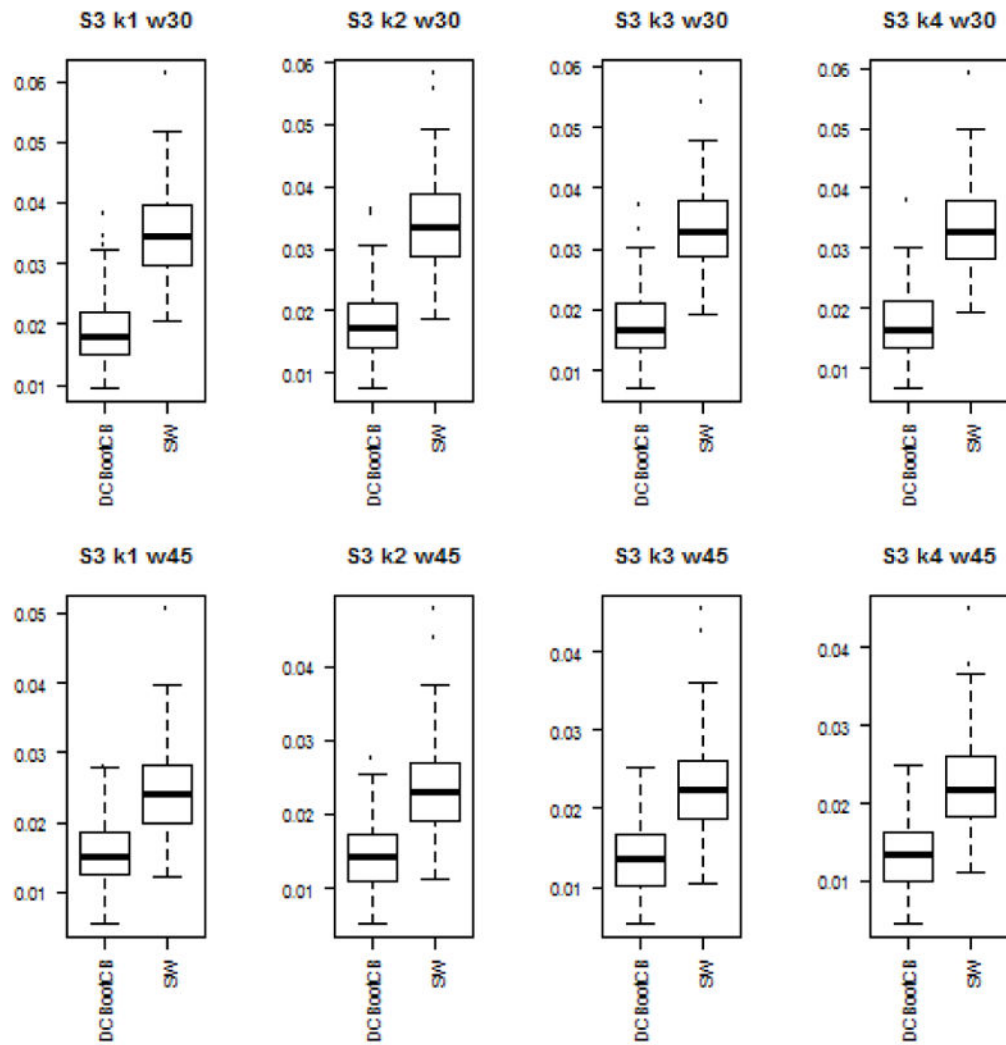 S3 k1 w30 S3 k2 w30 S3 k3 w30 S3 k4 w30
0.06 0.06 0.06 0.06
0.05 0.05 0.05 0.05
0.04 0.04 0.04 0.04
0.03 0.03 0.03 0.03
0.02 0.02 0.02 0.02
0.01 0.01 0.01 0.01
DC BootCB SW DC BootCB SW DC BootCB SW DC BootCB SW
S3 k1 w45 S3 k2 w45 S3 k3 w45 S3 k4 w45
0.05
0.04 0.04 0.04 0.04
0.03 0.03 0.03 0.03
0.02 0.02 0.02 0.02
0.01 0.01 0.01 0.01
DC BootCB SW DC BootCB SW DC BootCB SW DC BootCB SW